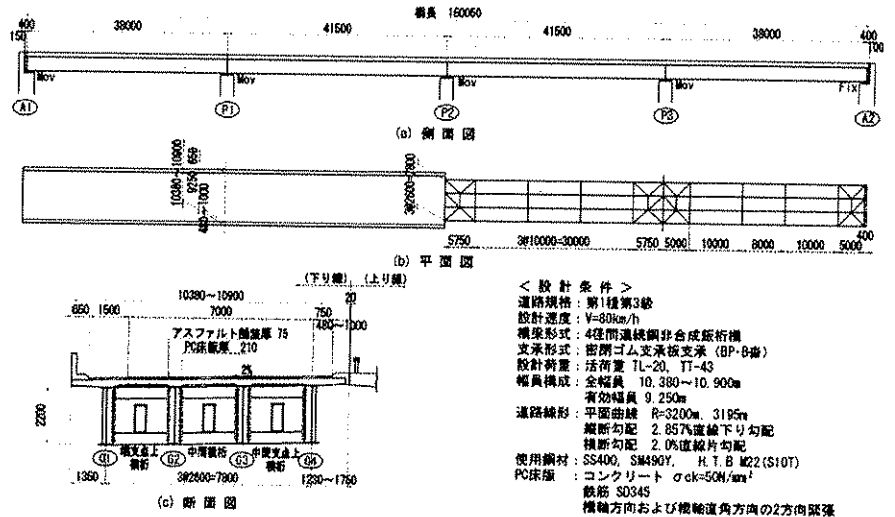 橋長 160060
400 38000 41500 41500 38000 400
150 100
Mov Mov Mov Mov Fix
A1 P1 P2 P3 A2
(a) 側面図
10380~10900
9250 650
480~1000
3@2600=7800
400
5750 3@10000=30000 5750 5000 10000 8000 10000 5000
(b) 平面図
(下り線) (上り線)
10380~10900 20
650 1500 7000 750
480~1000
アスファルト舗装厚 75
PC床版厚 210
25
2200
端支点上横桁 中間横桁 中間支点上横桁
G1 G2 G3 G4
1350 3@2600=7800 1230~1750
(c) 断面図
< 設計条件 >
道路規格:第1種第3級
設計速度:V=80km/h
橋梁形式:4径間連続鋼非合成鈑桁橋
支承形式:密閉ゴム支承板支承 (BP・B沓)
設計荷重:活荷重 TL-20, TT-43
幅員構成:全幅員 10.380~10.900m
有効幅員 9.250m
道路線形:平面曲線 R=3200m, 3195m
縦断勾配 2.857%直線下り勾配
横断勾配 2.0%直線片勾配
使用鋼材:SS400, SM490Y, H.T.B M22(S10T)
PC床版 :コンクリート σck=50N/mm²
鉄筋 SD345
橋軸方向および橋軸直角方向の2方向緊張